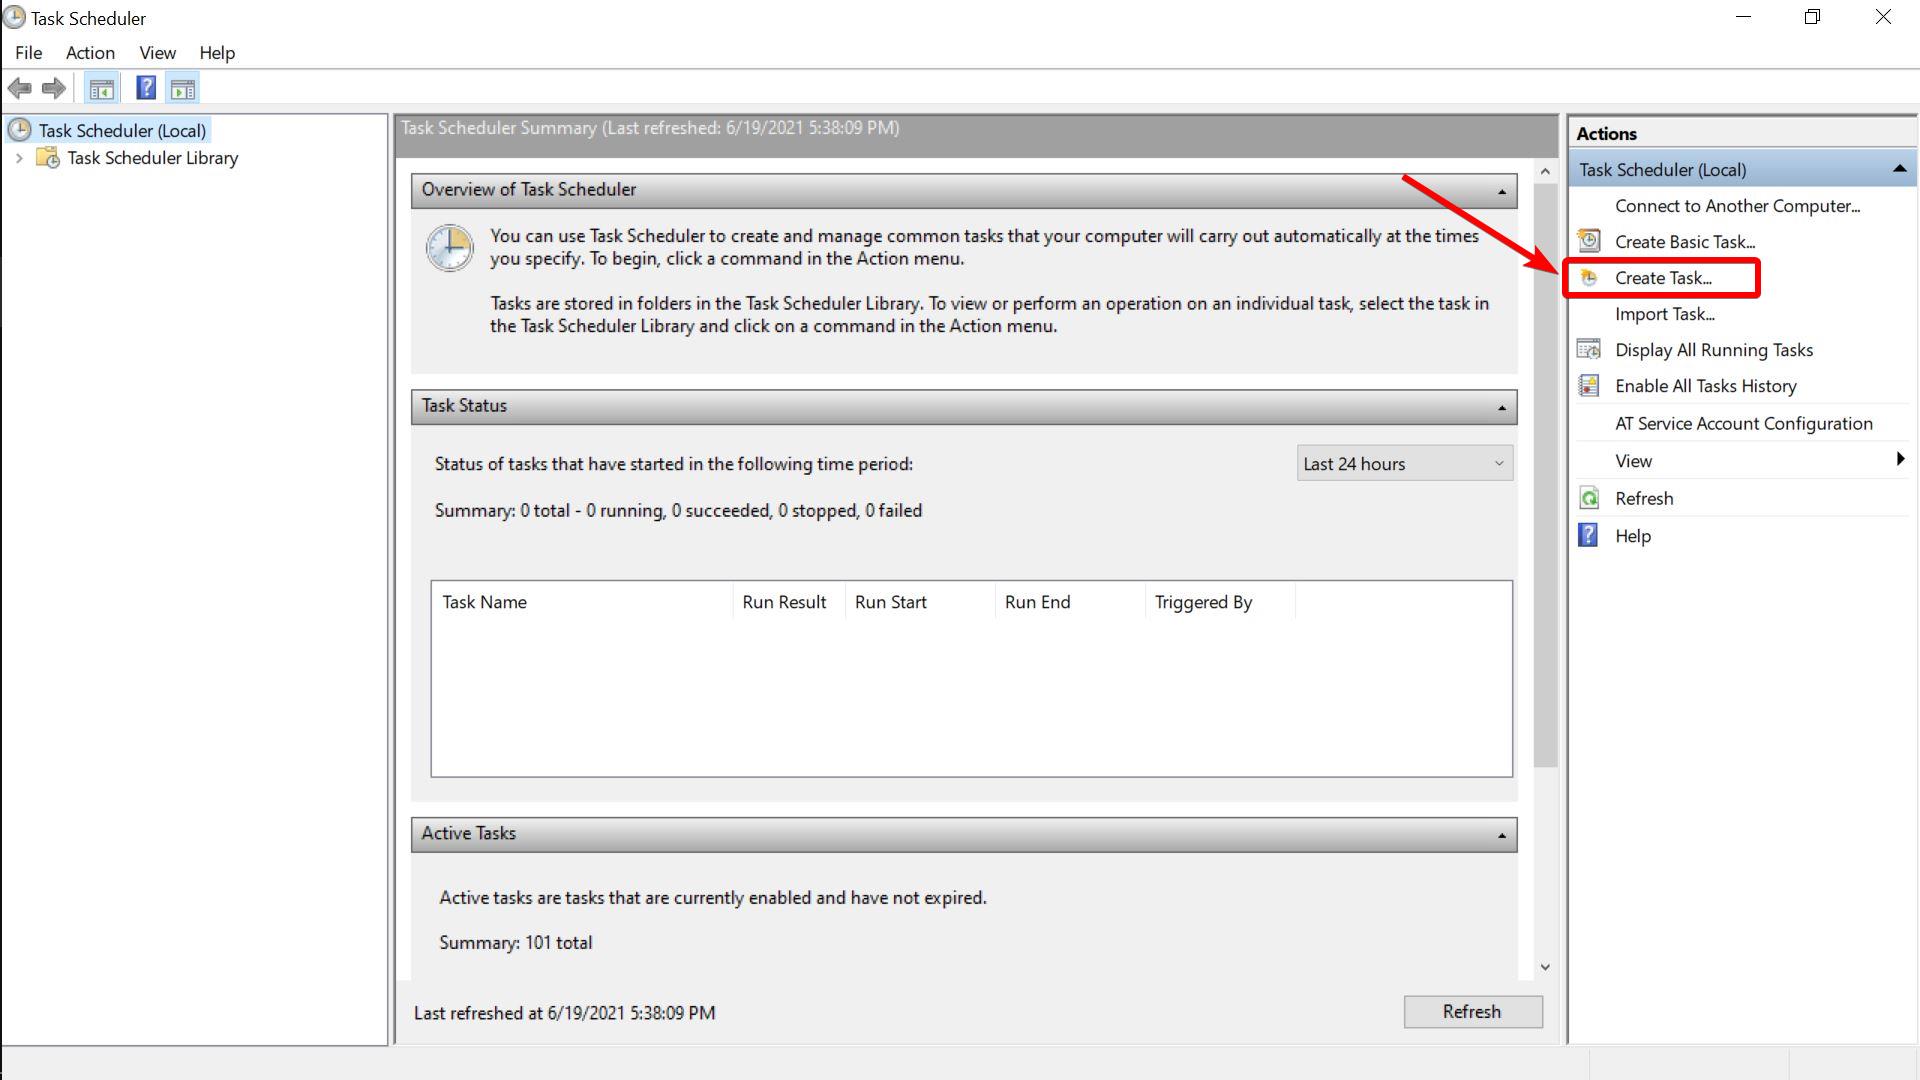 Task Scheduler
File Action View Help
Task Scheduler (Local)
Task Scheduler Library
Task Scheduler Summary (Last refreshed: 6/19/2021 5:38:09 PM)
Overview of Task Scheduler
You can use Task Scheduler to create and manage common tasks that your computer will carry out automatically at the times
you specify. To begin, click a command in the Action menu.
Tasks are stored in folders in the Task Scheduler Library. To view or perform an operation on an individual task, select the task in
the Task Scheduler Library and click on a command in the Action menu.
Task Status
Status of tasks that have started in the following time period:
Last 24 hours
Summary: 0 total - 0 running, 0 succeeded, 0 stopped, 0 failed
Task Name Run Result Run Start Run End Triggered By
Active Tasks
Active tasks are tasks that are currently enabled and have not expired.
Summary: 101 total
Last refreshed at 6/19/2021 5:38:09 PM
Refresh
Actions
Task Scheduler (Local)
Connect to Another Computer...
Create Basic Task...
Create Task...
Import Task...
Display All Running Tasks
Enable All Tasks History
AT Service Account Configuration
View
Refresh
Help